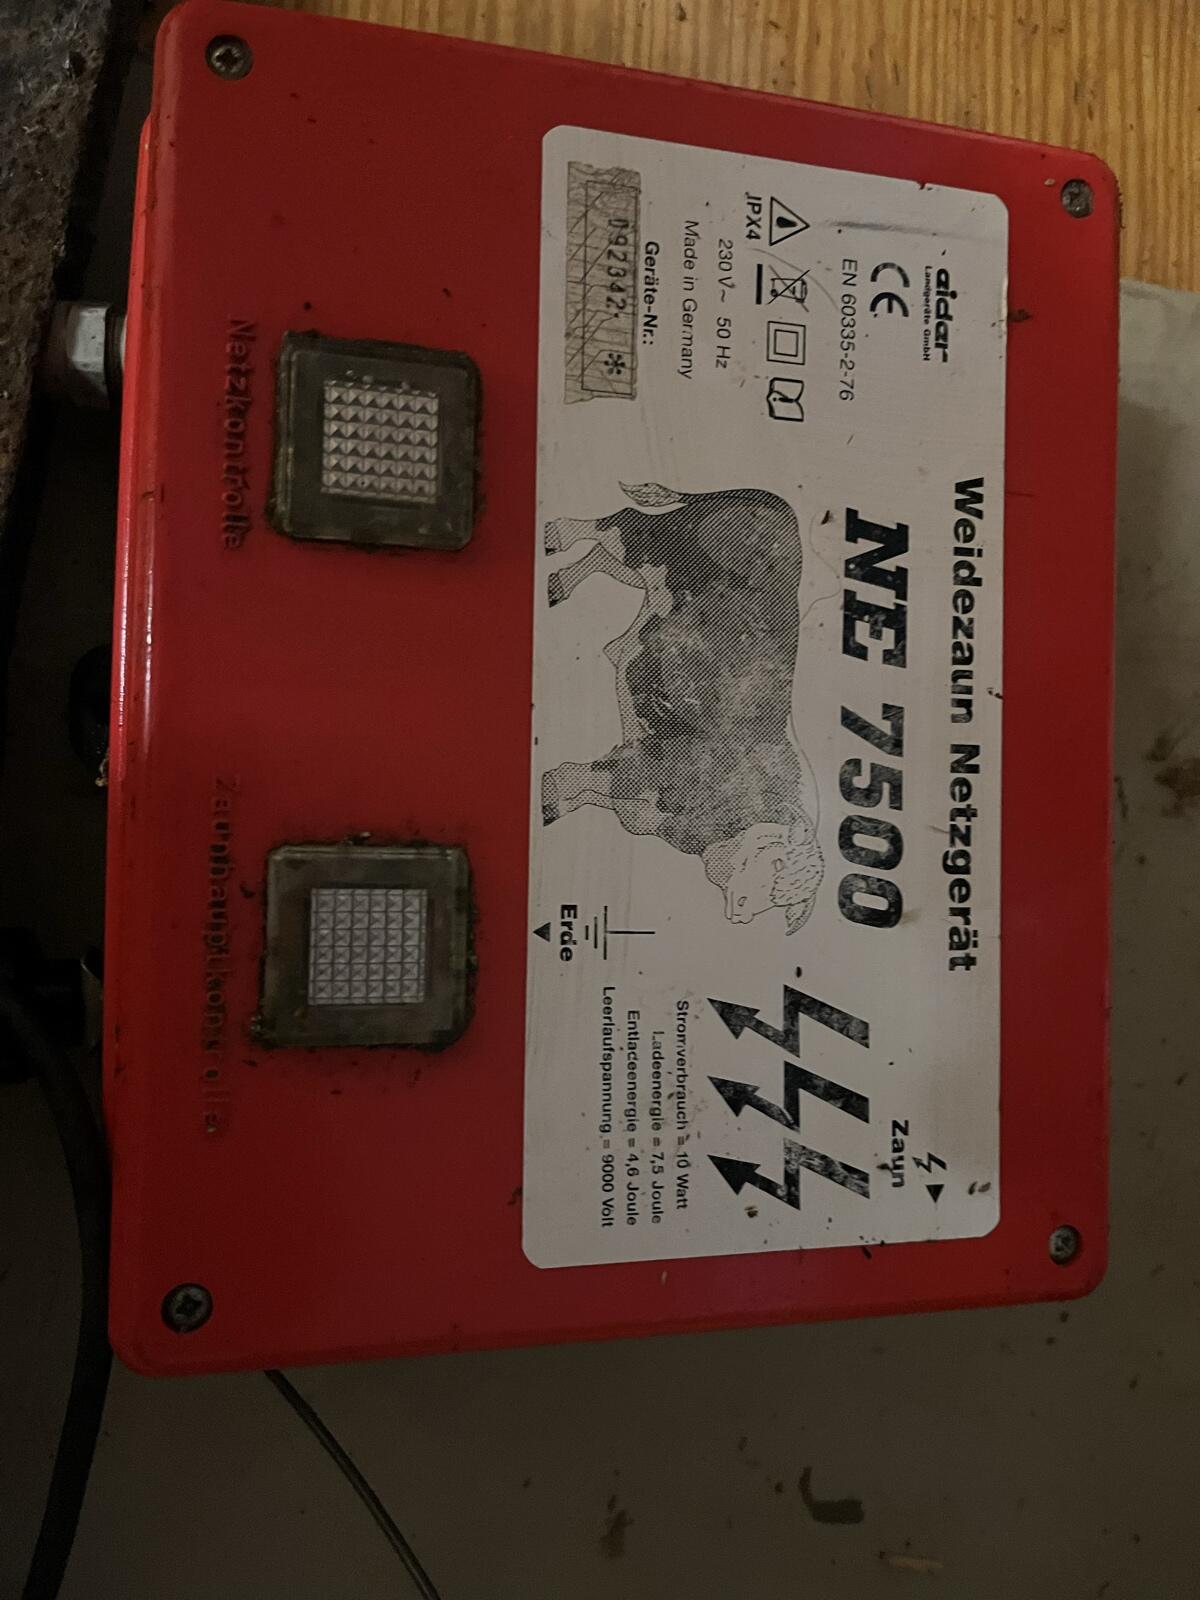 aidar
Landgeräte GmbH
CE
EN 60335-2-76
IPX4
230 V~ 50 Hz
Made in Germany
Geräte-Nr.:
092342. *
Weidezaun Netzgerät
NE 7500
Zaun
Stromverbrauch = 10 Watt
Ladeenergie = 7,5 Joule
Entladeenergie = 4,6 Joule
Leerlaufspannung = 9000 Volt
Erde
Netzkontrolle
Zaunhauptkontrolle